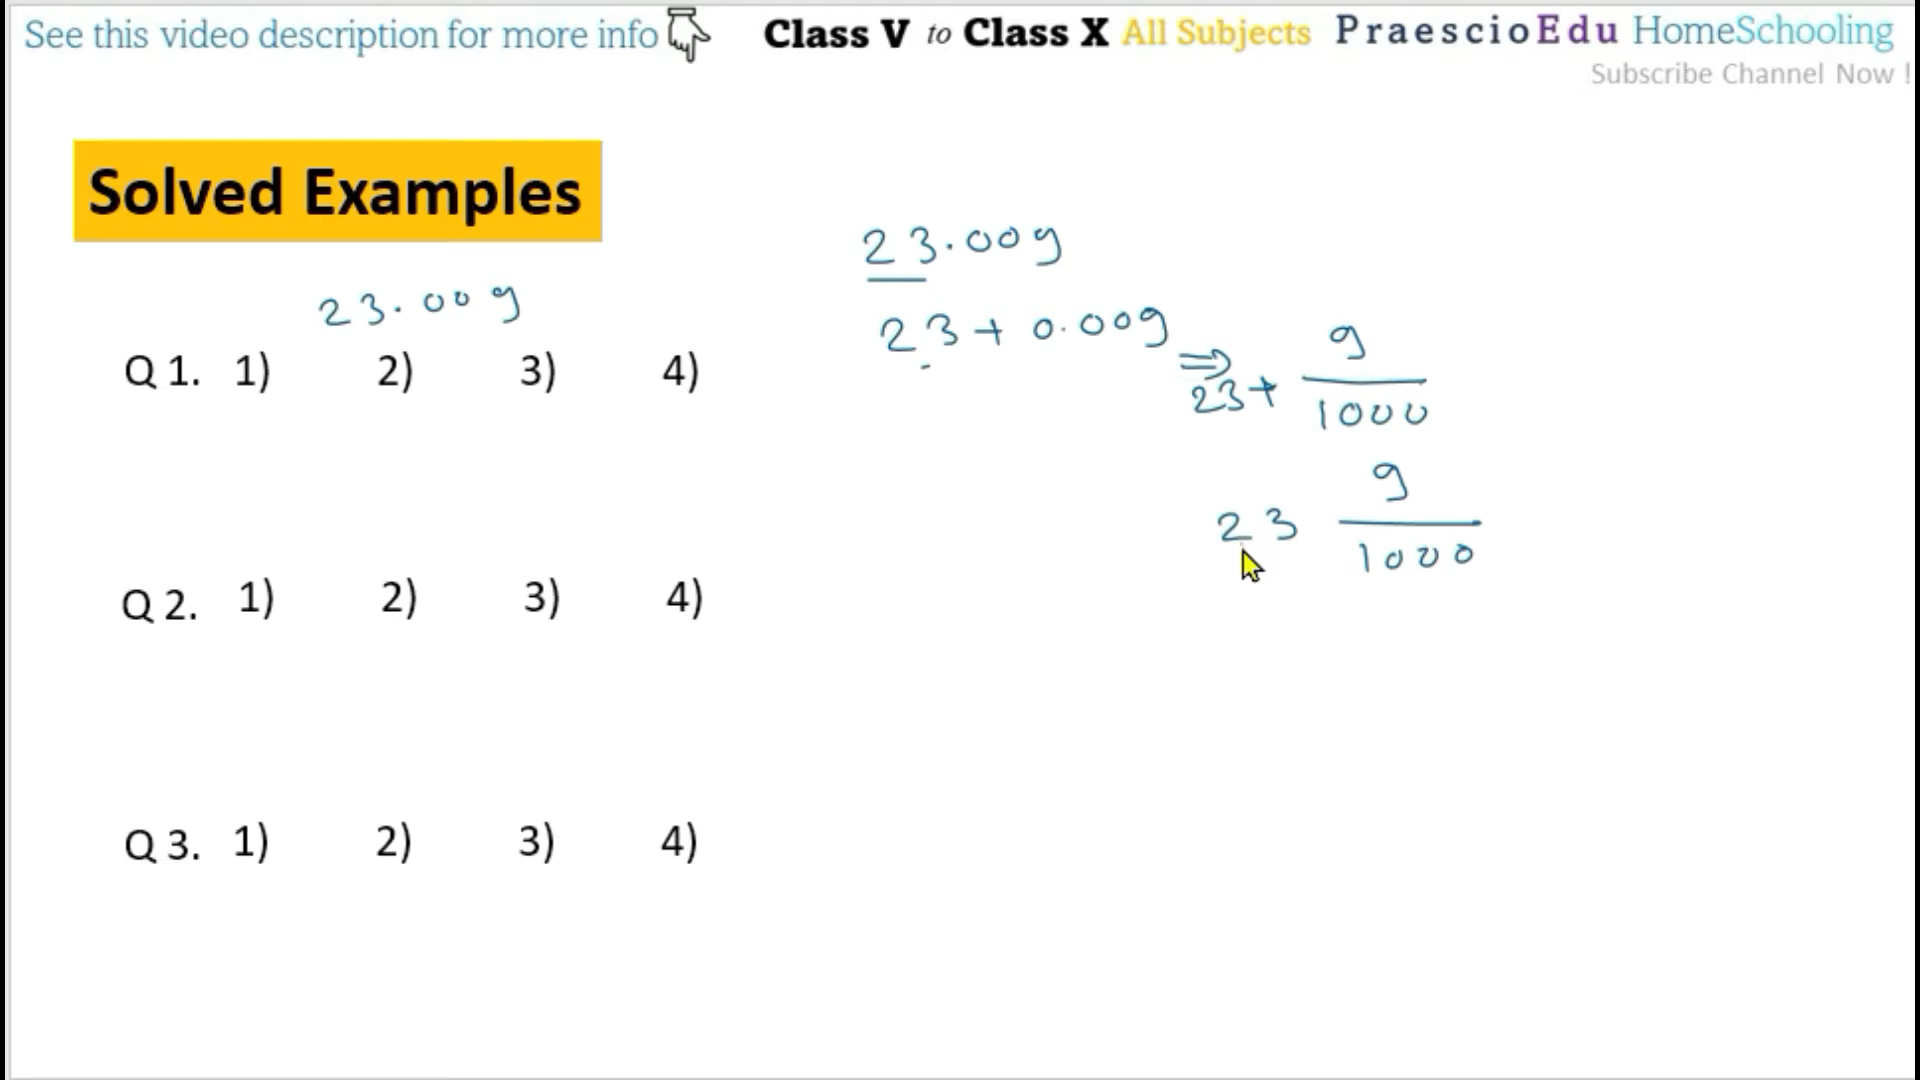 See this video description for more info Class V to Class X All Subjects PraescioEdu HomeSchooling
Subscribe Channel Now !
Solved Examples
23.009
23.009
23 + 0.009
⇒ 23 + 9/1000
23 9/1000
Q 1. 1) 2) 3) 4)
Q 2. 1) 2) 3) 4)
Q 3. 1) 2) 3) 4)